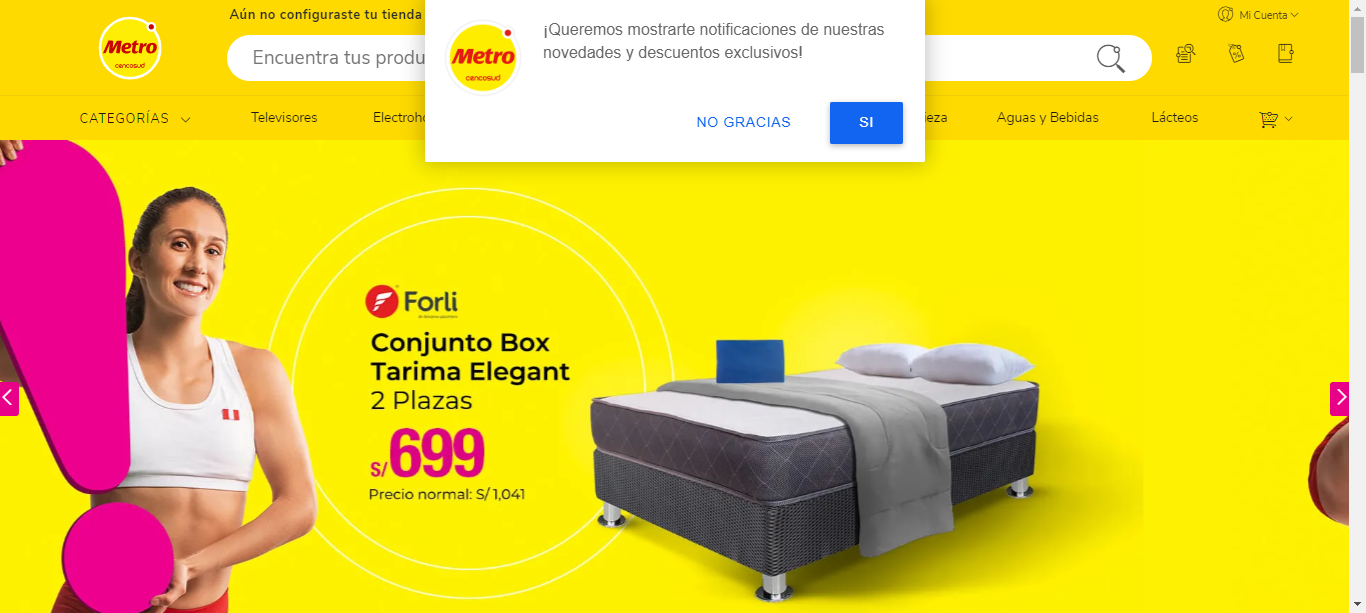 Aún no configuraste tu tienda
Metro
cencosud
Encuentra tus produ
Metro
cencosud
¡Queremos mostrarte notificaciones de nuestras
novedades y descuentos exclusivos!
NO GRACIAS
SI
Mi Cuenta
CATEGORÍAS
Televisores
Electroho
ieza
Aguas y Bebidas
Lácteos
Forli
Conjunto Box
Tarima Elegant
2 Plazas
S/699
Precio normal: S/ 1,041